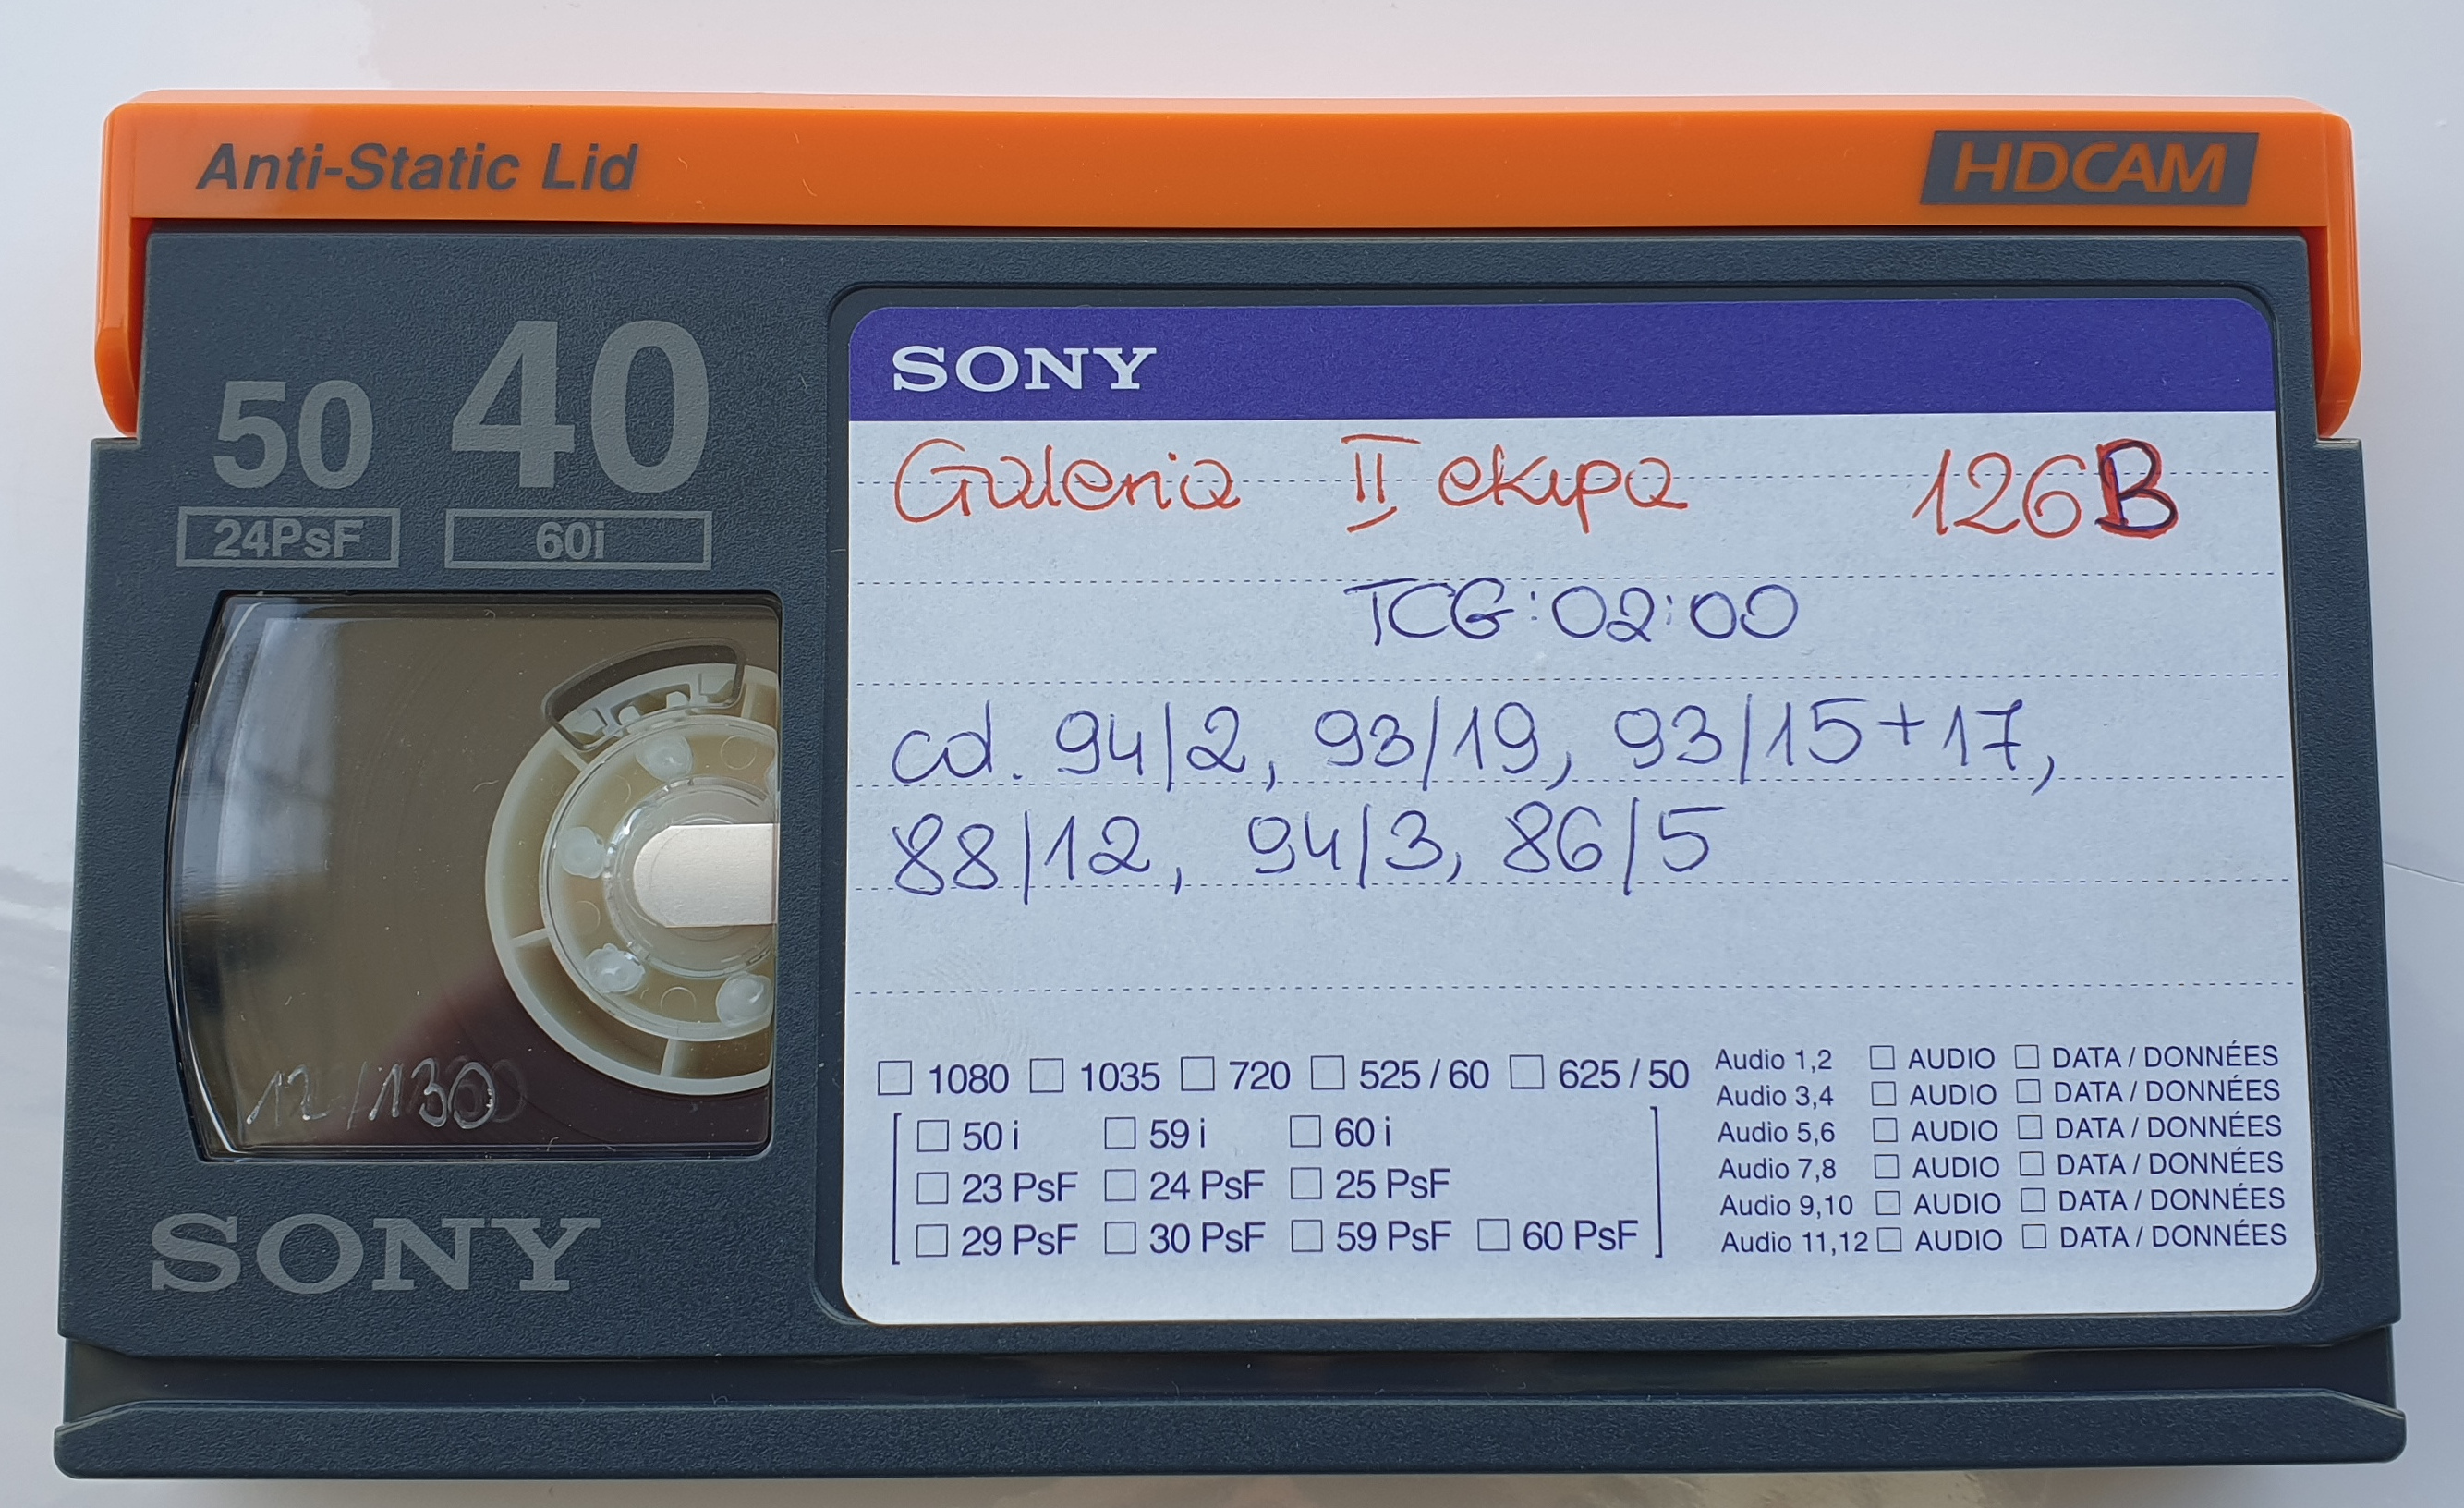 Anti-Static Lid
HDCAM
50 40
24PsF 60i
SONY
Galeria II ekipa 126B
TCG:02:00
cd. 94/2, 93/19, 93/15+17,
88/12, 94/3, 86/5
12/130
SONY
1080 1035 720 525/60 625/50
50i 59i 60i
23 PsF 24 PsF 25 PsF
29 PsF 30 PsF 59 PsF 60 PsF
Audio 1,2 AUDIO DATA / DONNÉES
Audio 3,4 AUDIO DATA / DONNÉES
Audio 5,6 AUDIO DATA / DONNÉES
Audio 7,8 AUDIO DATA / DONNÉES
Audio 9,10 AUDIO DATA / DONNÉES
Audio 11,12 AUDIO DATA / DONNÉES